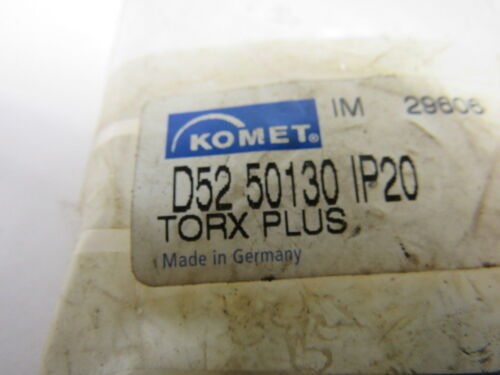 KOMET® IM 29606
D52 50130 IP20
TORX PLUS
Made in Germany